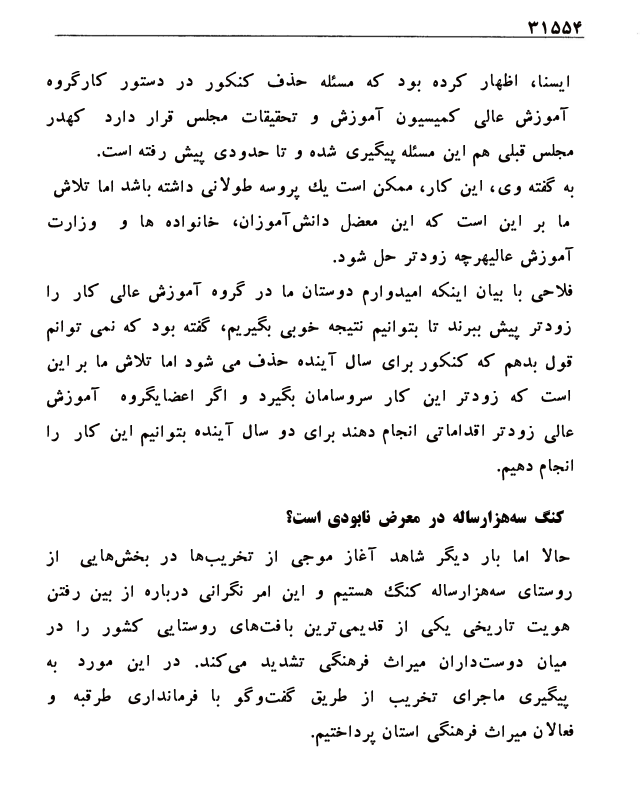 ۳۱۵۵۴
ایسنا، اظهار کرده بود که مسئله حذف کنکور در دستور کارگروه
آموزش عالی کمیسیون آموزش و تحقیقات مجلس قرار دارد کهدر
مجلس قبلی هم این مسئله پیگیری شده و تا حدودی پیش رفته است.
به گفته وی، این کار، ممکن است یك پروسه طولانی داشته باشد اما تلاش
ما بر این است که این معضل دانش‌آموزان، خانواده ها و وزارت
آموزش عالیهرچه زودتر حل شود.
فلاحی با بیان اینکه امیدوارم دوستان ما در گروه آموزش عالی کار را
زودتر پیش ببرند تا بتوانیم نتیجه خوبی بگیریم، گفته بود که نمی توانم
قول بدهم که کنکور برای سال آینده حذف می شود اما تلاش ما بر این
است که زودتر این کار سروسامان بگیرد و اگر اعضایگروه آموزش
عالی زودتر اقداماتی انجام دهند برای دو سال آینده بتوانیم این کار را
انجام دهیم.
کنگ سه‌هزارساله در معرض نابودی است؟
حالا اما بار دیگر شاهد آغاز موجی از تخریب‌ها در بخش‌هایی از
روستای سه‌هزارساله کنگ هستیم و این امر نگرانی درباره از بین رفتن
هویت تاریخی یکی از قدیمی‌ترین بافت‌های روستایی کشور را در
میان دوست‌داران میراث فرهنگی تشدید می‌کند. در این مورد به
پیگیری ماجرای تخریب از طریق گفت‌وگو با فرمانداری طرقبه و
فعالان میراث فرهنگی استان پرداختیم.